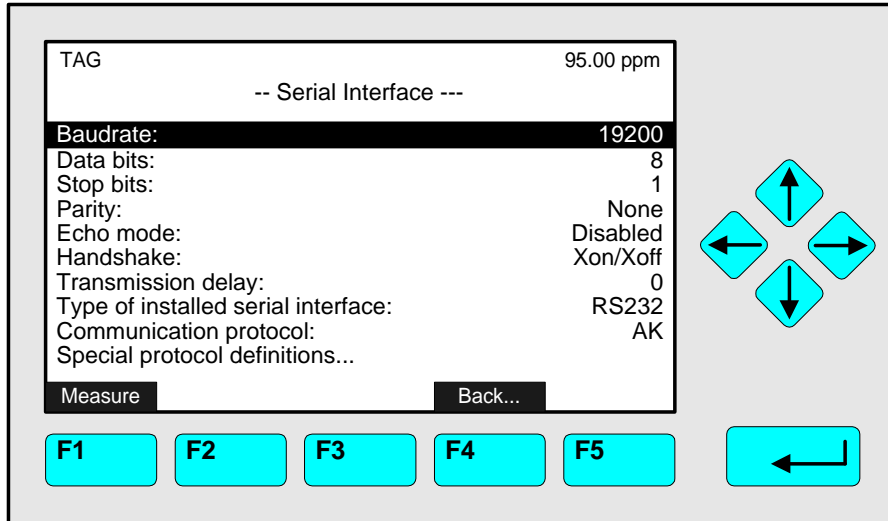 TAG 95.00 ppm
-- Serial Interface ---
Baudrate: 19200
Data bits: 8
Stop bits: 1
Parity: None
Echo mode: Disabled
Handshake: Xon/Xoff
Transmission delay: 0
Type of installed serial interface: RS232
Communication protocol: AK
Special protocol definitions...
Measure Back...
F1 F2 F3 F4 F5